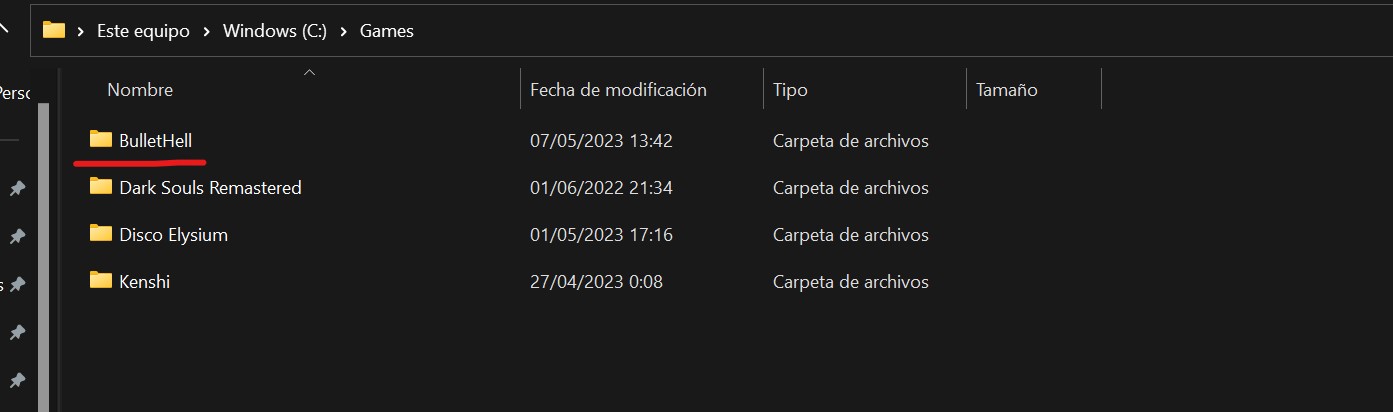 Este equipo > Windows (C:) > Games
Nombre Fecha de modificación Tipo Tamaño
BulletHell 07/05/2023 13:42 Carpeta de archivos
Dark Souls Remastered 01/06/2022 21:34 Carpeta de archivos
Disco Elysium 01/05/2023 17:16 Carpeta de archivos
Kenshi 27/04/2023 0:08 Carpeta de archivos